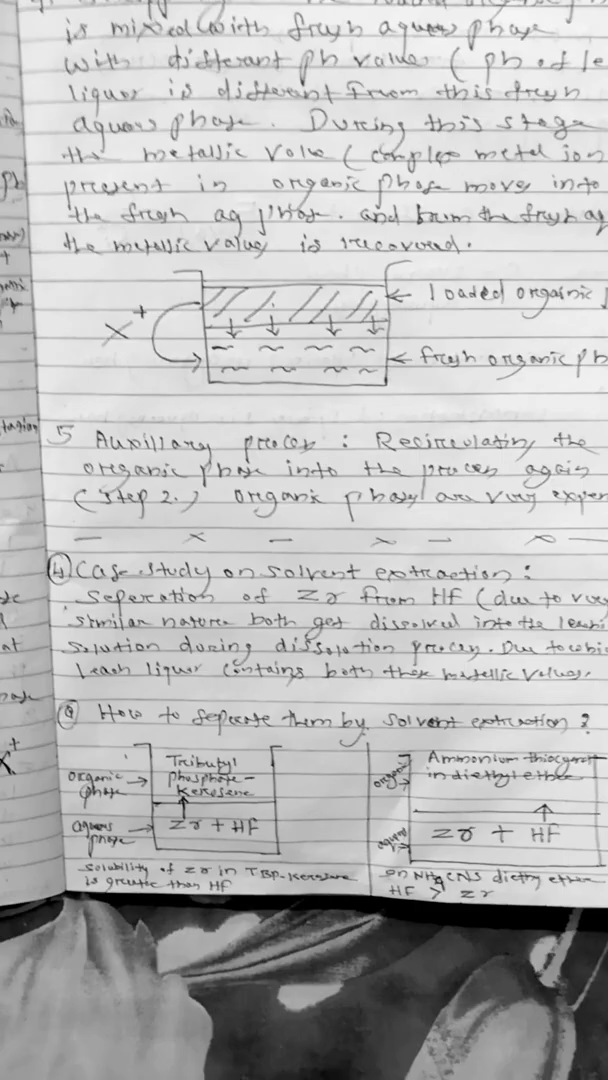 is mixed with fresh aqueous phase
with different ph value (ph of le
liquor is different from this fresh
aqueous phase. During this stage
the metallic value (complex metal ion
present in organic phase moves into
the fresh aq phase. and from the fresh aq
the metallic value is recovered.
loaded organic
X+
fresh organic ph
5 Auxillary process : Recirculating the
organic phase into the process again
(step 2.) organic phase are very expen
4 Case study on solvent extraction :
Seperation of Zr from Hf (due to very
similar nature both get dissolved into the leachi
solution during dissolution process. Due to whic
leach liquor contains both these metallic values.
Q How to seperate them by solvent extraction ?
organic phase
Tributyl
phosphate-
Kerosene
aqueous phase
Zr + HF
solubility of Zr in TBP-Kerosene
is greater than HF
organic
Ammonium thiocyanate
in diethyl ether
Zr + HF
on NH4CNS diethyl ether
HF > Zr